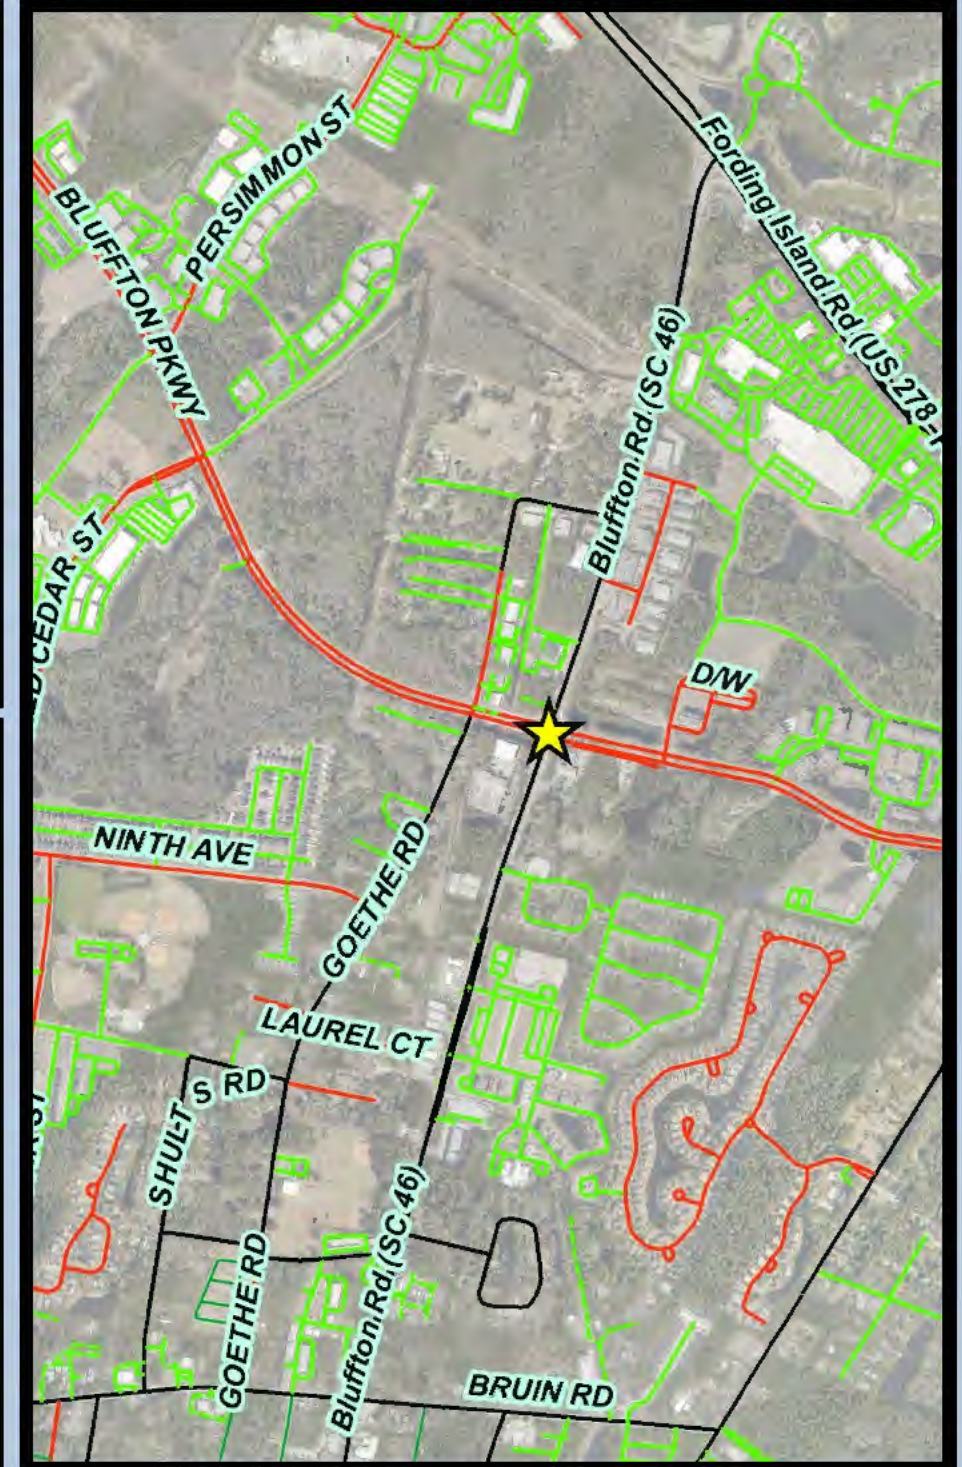 PERSIMMON ST
Fording Island Rd (US 278-
BLUFFTON PKWY
Bluffton Rd (SC 46)
CEDAR ST
D/W
NINTH AVE
GOETHE RD
LAUREL CT
SHULTS RD
Bluffton Rd (SC 46)
GOETHE RD
BRUIN RD